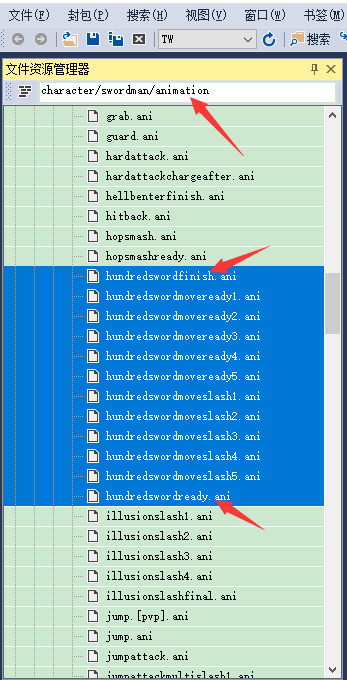 文件(F) 封包(P) 搜索(H) 视图(V) 窗口(W) 书签(M)
TW 搜索
文件资源管理器
character/swordman/animation
grab.ani
guard.ani
hardattack.ani
hardattackchargeafter.ani
hellbenterfinish.ani
hitback.ani
hopsmash.ani
hopsmashready.ani
hundredswordfinish.ani
hundredswordmoveready1.ani
hundredswordmoveready2.ani
hundredswordmoveready3.ani
hundredswordmoveready4.ani
hundredswordmoveready5.ani
hundredswordmoveslash1.ani
hundredswordmoveslash2.ani
hundredswordmoveslash3.ani
hundredswordmoveslash4.ani
hundredswordmoveslash5.ani
hundredswordready.ani
illusionslash1.ani
illusionslash2.ani
illusionslash3.ani
illusionslash4.ani
illusionslashfinal.ani
jump.[pvp].ani
jump.ani
jumpattack.ani
jumpattackmultislash1.ani